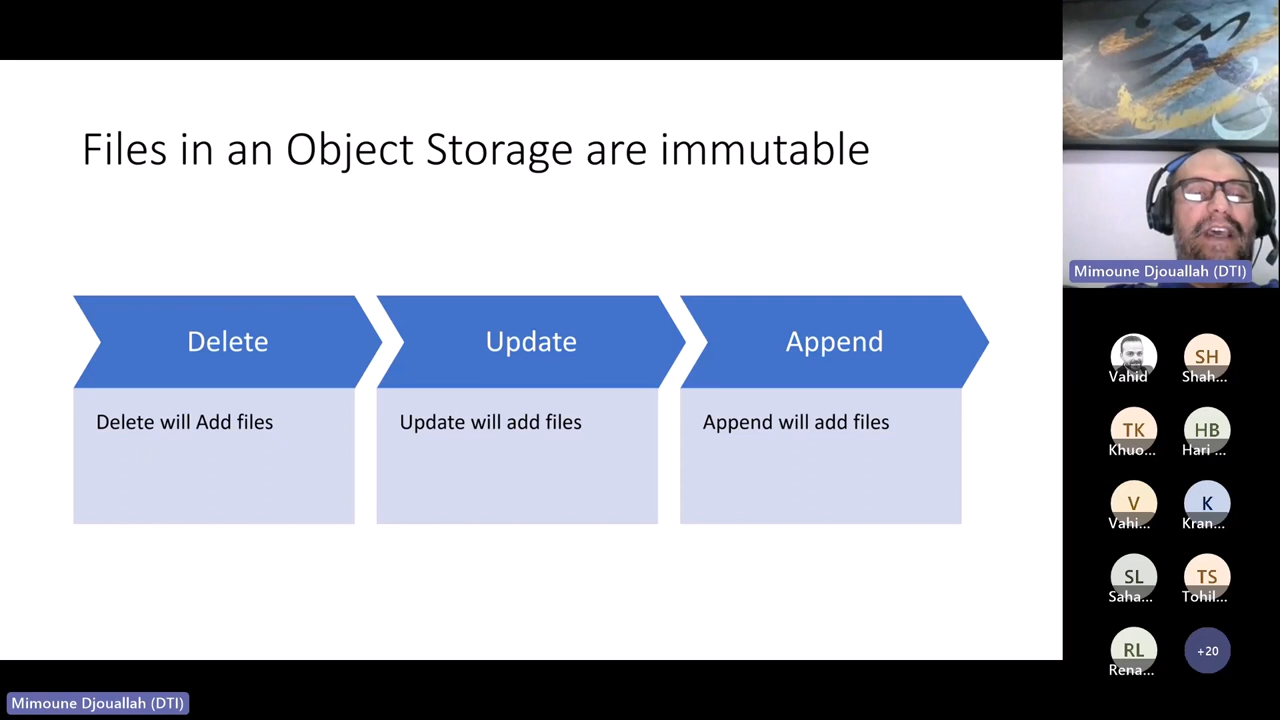 Files in an Object Storage are immutable
Delete
Update
Append
Delete will Add files
Update will add files
Append will add files
Mimoune Djouallah (DTI)
Vahid
SH
Shah...
TK
Khuo...
HB
Hari ...
V
Vahi...
K
Kran...
SL
Saha...
TS
Tohil...
RL
Rena...
+20
Mimoune Djouallah (DTI)